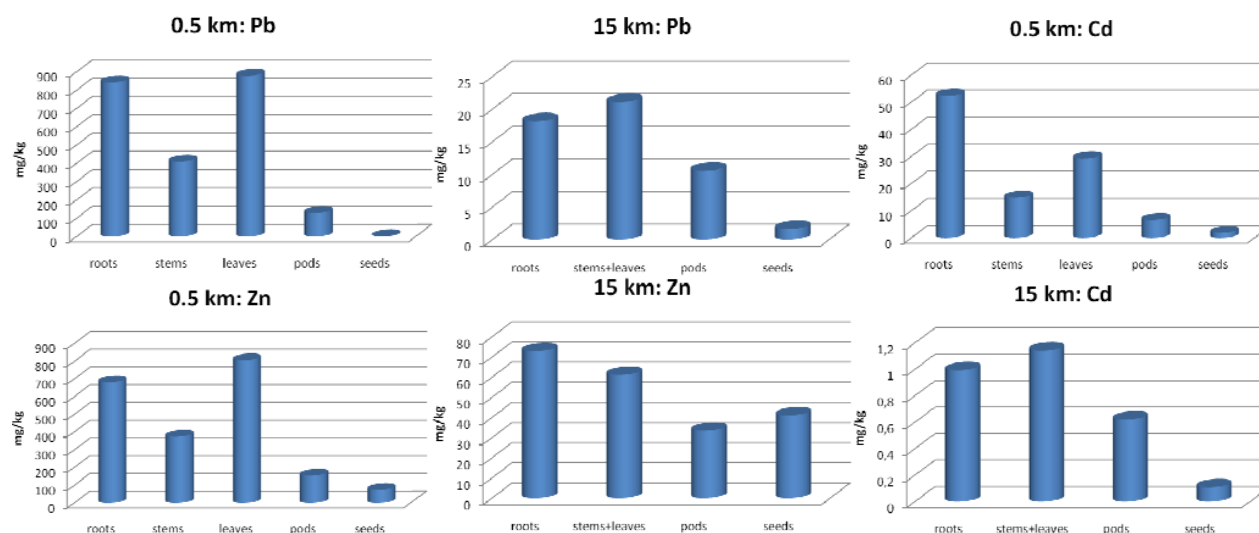 0.5 km: Pb
mg/kg
900
800
700
600
500
400
300
200
100
0
roots stems leaves pods seeds
15 km: Pb
mg/kg
25
20
15
10
5
0
roots stems+leaves pods seeds
0.5 km: Cd
mg/kg
60
50
40
30
20
10
0
roots stems leaves pods seeds
0.5 km: Zn
mg/kg
900
800
700
600
500
400
300
200
100
0
roots stems leaves pods seeds
15 km: Zn
mg/kg
80
70
60
50
40
30
20
10
0
roots stems+leaves pods seeds
15 km: Cd
mg/kg
1,2
1
0,8
0,6
0,4
0,2
0
roots stems+leaves pods seeds